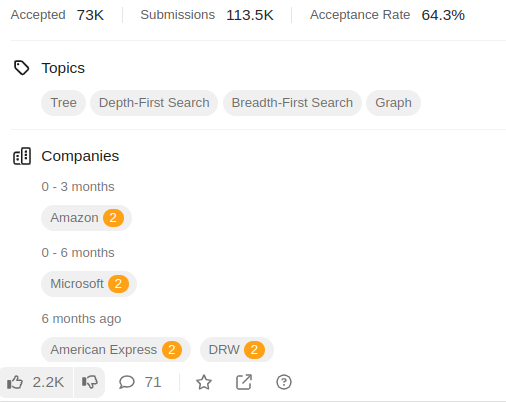 Accepted 73K Submissions 113.5K Acceptance Rate 64.3%
Topics
Tree Depth-First Search Breadth-First Search Graph
Companies
0 - 3 months
Amazon 2
0 - 6 months
Microsoft 2
6 months ago
American Express 2 DRW 2
2.2K 71